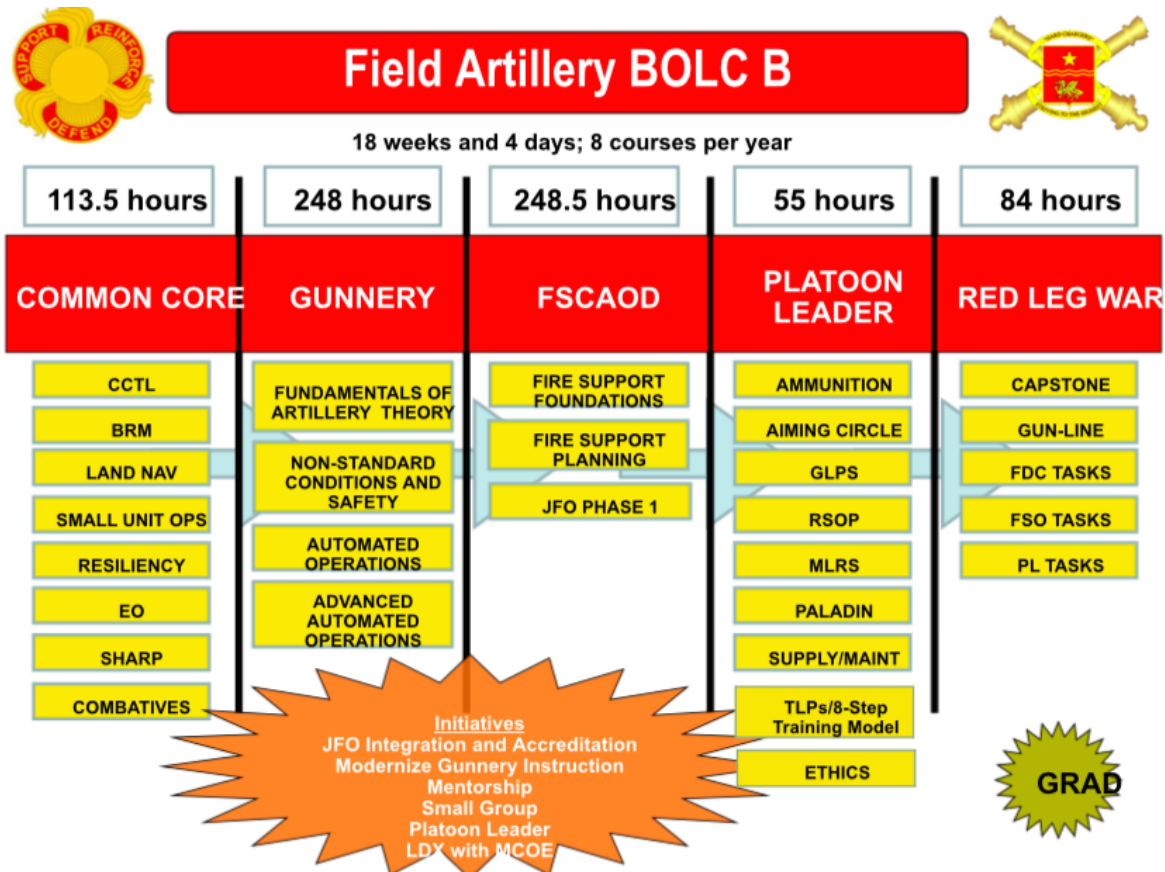 SUPPORT
REINFORCE
DEFEND
Field Artillery BOLC B
18 weeks and 4 days; 8 courses per year
113.5 hours
248 hours
248.5 hours
55 hours
84 hours
COMMON CORE
GUNNERY
FSCAOD
PLATOON
LEADER
RED LEG WAR
CCTL
BRM
LAND NAV
SMALL UNIT OPS
RESILIENCY
EO
SHARP
COMBATIVES
FUNDAMENTALS OF
ARTILLERY THEORY
NON-STANDARD
CONDITIONS AND
SAFETY
AUTOMATED
OPERATIONS
ADVANCED
AUTOMATED
OPERATIONS
FIRE SUPPORT
FOUNDATIONS
FIRE SUPPORT
PLANNING
JFO PHASE 1
AMMUNITION
AIMING CIRCLE
GLPS
RSOP
MLRS
PALADIN
SUPPLY/MAINT
TLPs/8-Step
Training Model
ETHICS
CAPSTONE
GUN-LINE
FDC TASKS
FSO TASKS
PL TASKS
Initiatives
JFO Integration and Accreditation
Modernize Gunnery Instruction
Mentorship
Small Group
Platoon Leader
LDX with MCOE
GRAD